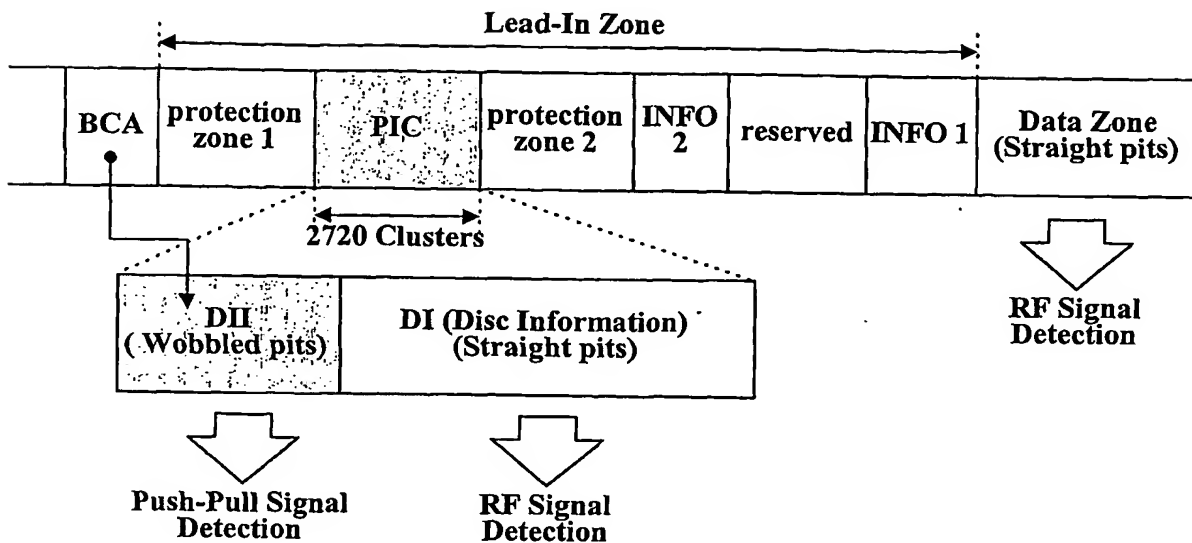 Lead-In Zone
BCA
protection
zone 1
PIC
protection
zone 2
INFO
2
reserved
INFO 1
Data Zone
(Straight pits)
2720 Clusters
DII
( Wobbled pits)
DI (Disc Information)
(Straight pits)
RF Signal
Detection
Push-Pull Signal
Detection
RF Signal
Detection